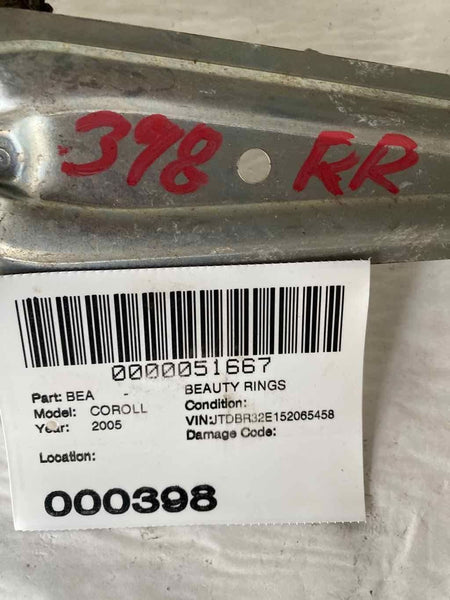 398 RR
0000051667
Part: BEA - BEAUTY RINGS
Model: COROLL Condition:
Year: 2005 VIN:JTDBR32E152065458
Damage Code:
Location:
000398